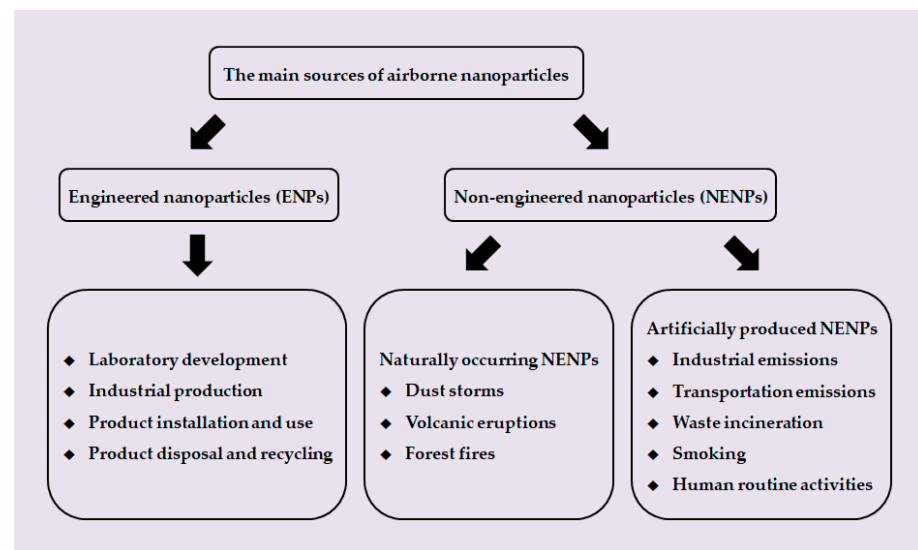 The main sources of airborne nanoparticles
Engineered nanoparticles (ENPs)
Non-engineered nanoparticles (NENPs)
◆ Laboratory development
◆ Industrial production
◆ Product installation and use
◆ Product disposal and recycling
Naturally occurring NENPs
◆ Dust storms
◆ Volcanic eruptions
◆ Forest fires
Artificially produced NENPs
◆ Industrial emissions
◆ Transportation emissions
◆ Waste incineration
◆ Smoking
◆ Human routine activities